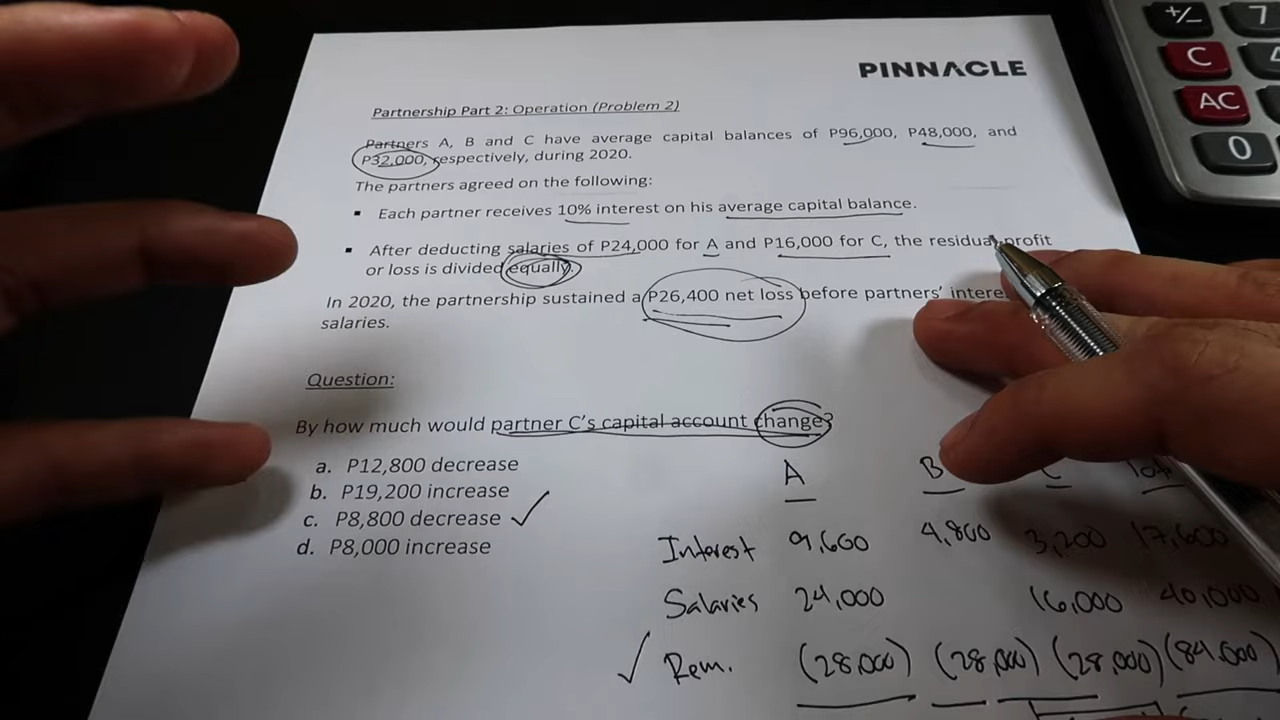 +/-
7
C
AC
0
PINNACLE
Partnership Part 2: Operation (Problem 2)
Partners A, B and C have average capital balances of P96,000, P48,000, and
P32,000, respectively, during 2020.
The partners agreed on the following:
▪ Each partner receives 10% interest on his average capital balance.
▪ After deducting salaries of P24,000 for A and P16,000 for C, the residual profit
or loss is divided equally.
In 2020, the partnership sustained a P26,400 net loss before partners'
salaries.
Question:
By how much would partner C's capital account change?
a. P12,800 decrease
b. P19,200 increase
c. P8,800 decrease ✓
d. P8,000 increase
A B
Interest 9,600 4,800 3,200 17,600
Salaries 24,000 16,000 40,000
✓ Rem. (28,000) (28,000) (28,000) (84,000)